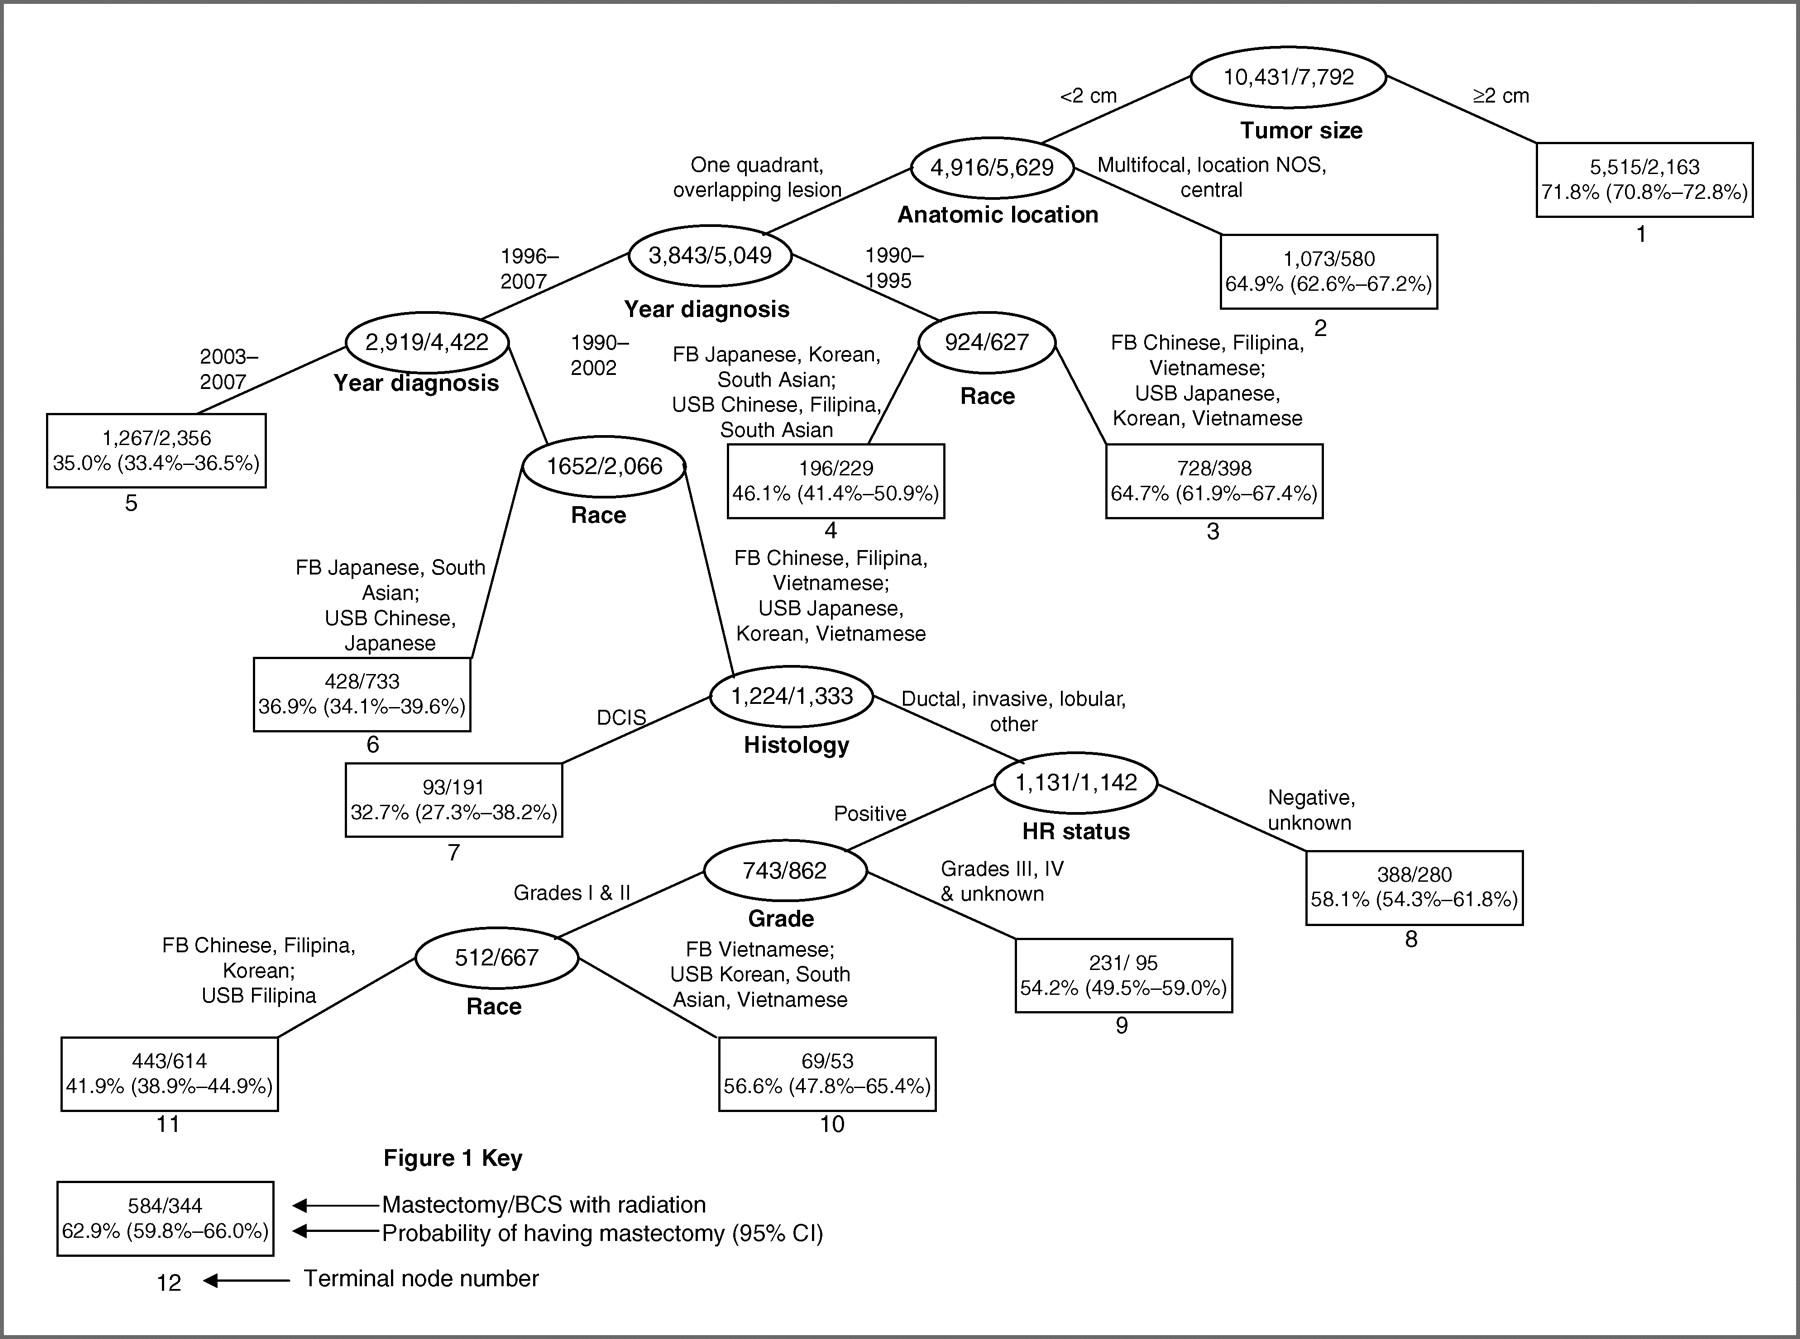 10,431/7,792
<2 cm
≥2 cm
Tumor size
4,916/5,629
One quadrant,
overlapping lesion
Multifocal, location NOS,
central
5,515/2,163
71.8% (70.8%–72.8%)
1
Anatomic location
3,843/5,049
1996–
2007
1990–
1995
1,073/580
64.9% (62.6%–67.2%)
2
Year diagnosis
2,919/4,422
2003–
2007
1990–
2002
Year diagnosis
924/627
FB Japanese, Korean,
South Asian;
USB Chinese, Filipina,
South Asian
Race
FB Chinese, Filipina,
Vietnamese;
USB Japanese,
Korean, Vietnamese
1,267/2,356
35.0% (33.4%–36.5%)
5
1652/2,066
Race
196/229
46.1% (41.4%–50.9%)
4
728/398
64.7% (61.9%–67.4%)
3
FB Japanese, South
Asian;
USB Chinese,
Japanese
FB Chinese, Filipina,
Vietnamese;
USB Japanese,
Korean, Vietnamese
428/733
36.9% (34.1%–39.6%)
6
1,224/1,333
DCIS
Ductal, invasive, lobular,
other
Histology
93/191
32.7% (27.3%–38.2%)
7
1,131/1,142
Positive
Negative,
unknown
HR status
743/862
Grades I & II
Grades III, IV
& unknown
Grade
388/280
58.1% (54.3%–61.8%)
8
512/667
FB Chinese, Filipina,
Korean;
USB Filipina
FB Vietnamese;
USB Korean, South
Asian, Vietnamese
Race
231/ 95
54.2% (49.5%–59.0%)
9
443/614
41.9% (38.9%–44.9%)
11
69/53
56.6% (47.8%–65.4%)
10
Figure 1 Key
584/344
62.9% (59.8%–66.0%)
Mastectomy/BCS with radiation
Probability of having mastectomy (95% CI)
12
Terminal node number